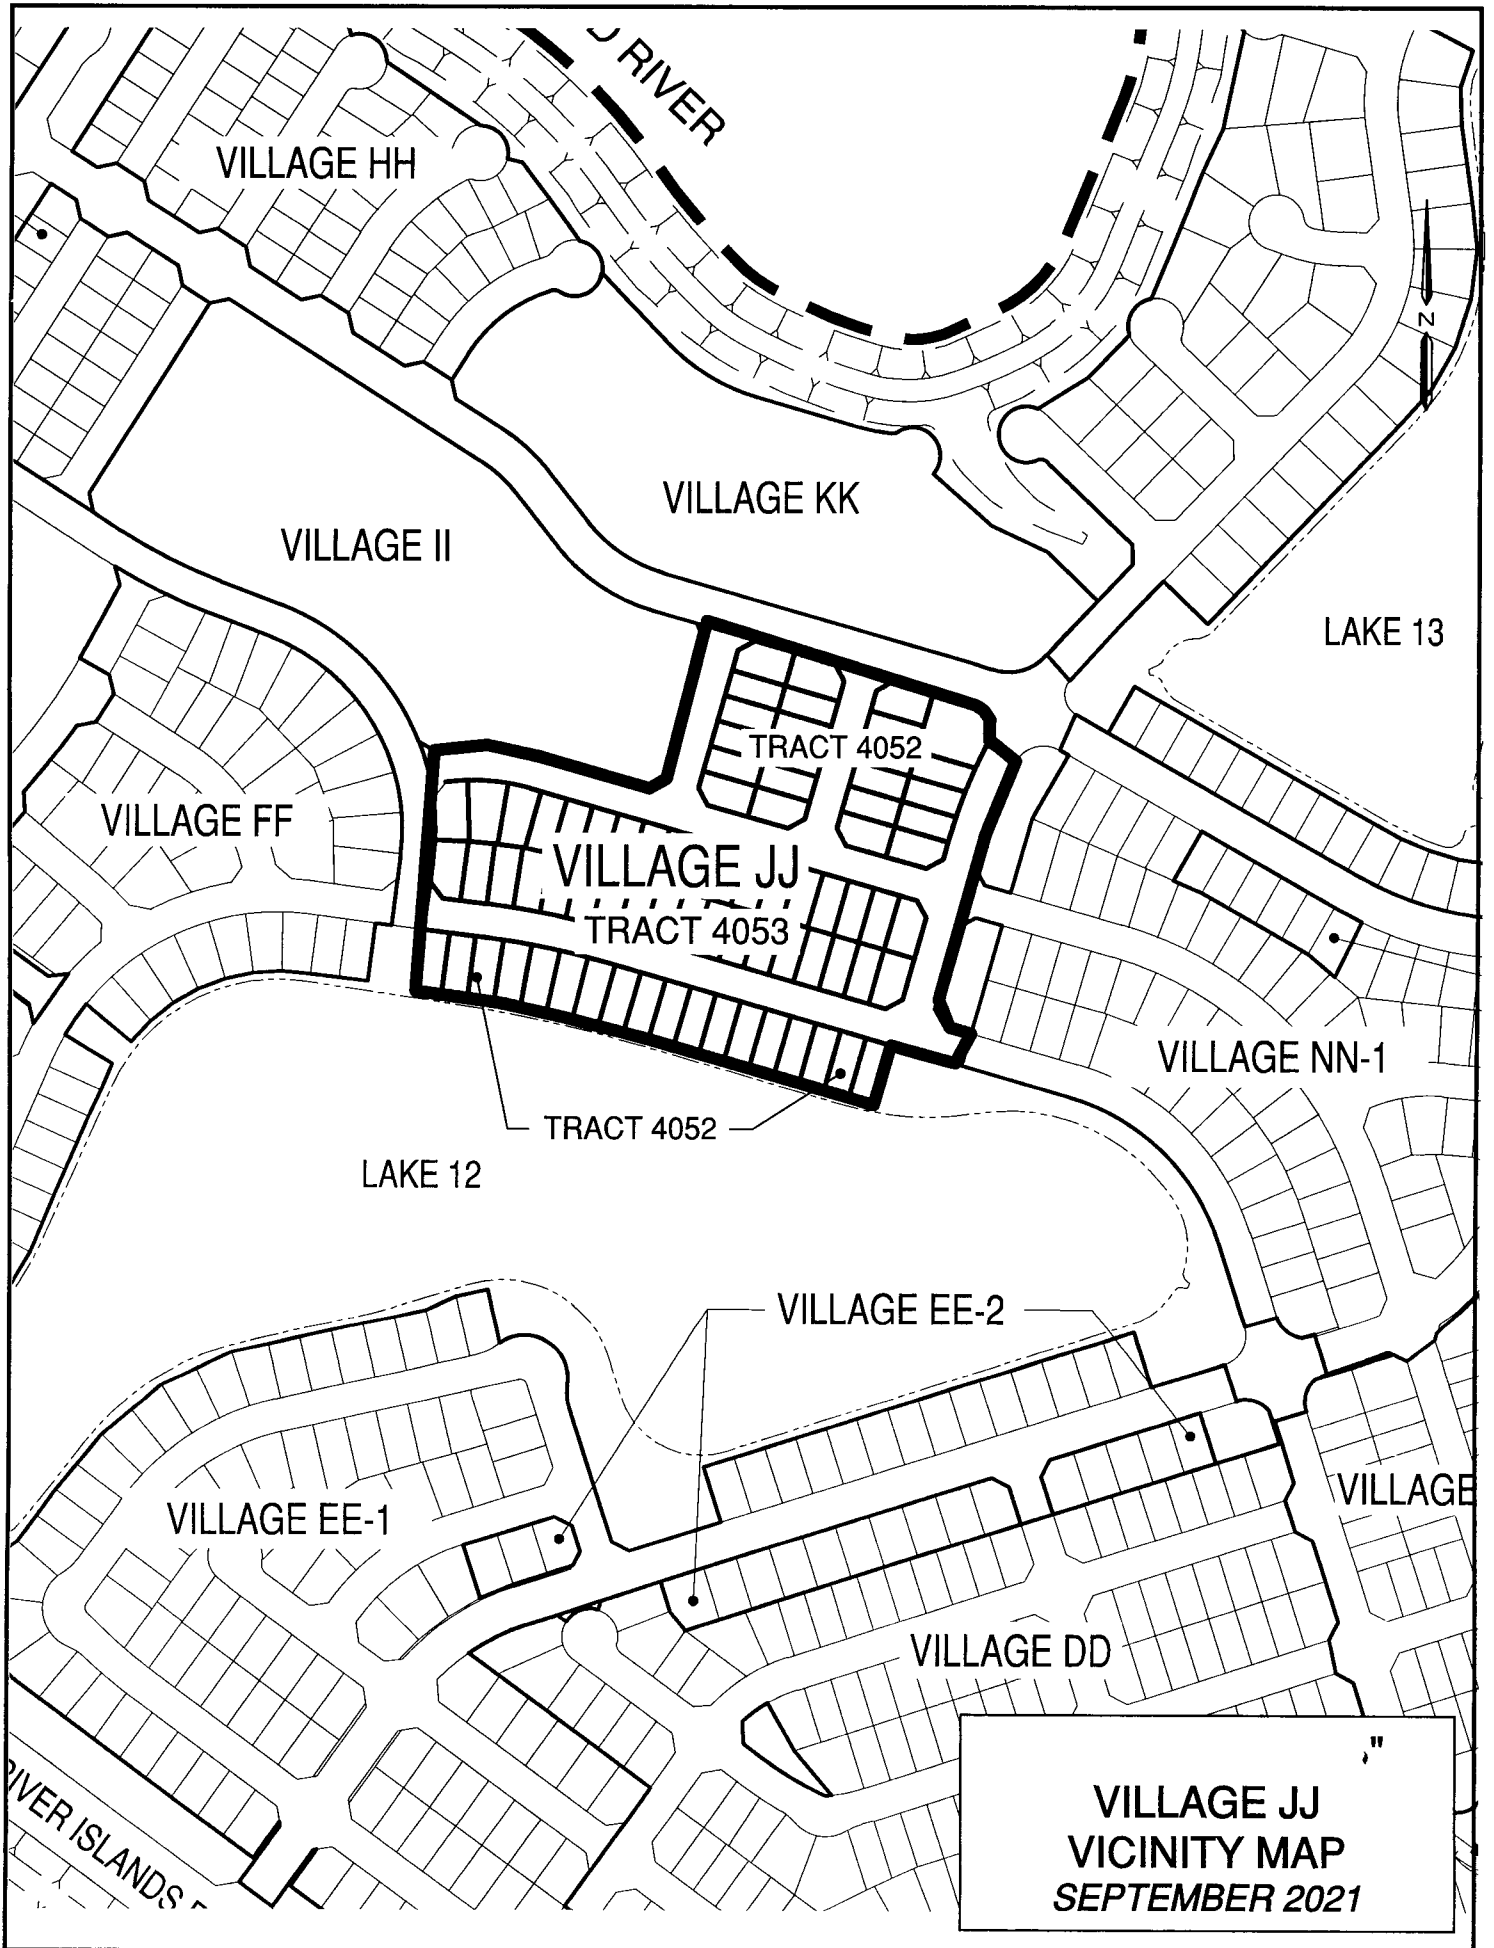 D RIVER
VILLAGE HH
N
VILLAGE KK
VILLAGE II
LAKE 13
TRACT 4052
VILLAGE FF
VILLAGE JJ
TRACT 4053
VILLAGE NN-1
TRACT 4052
LAKE 12
VILLAGE EE-2
VILLAGE
VILLAGE EE-1
VILLAGE DD
RIVER ISLANDS
VILLAGE JJ
VICINITY MAP
SEPTEMBER 2021